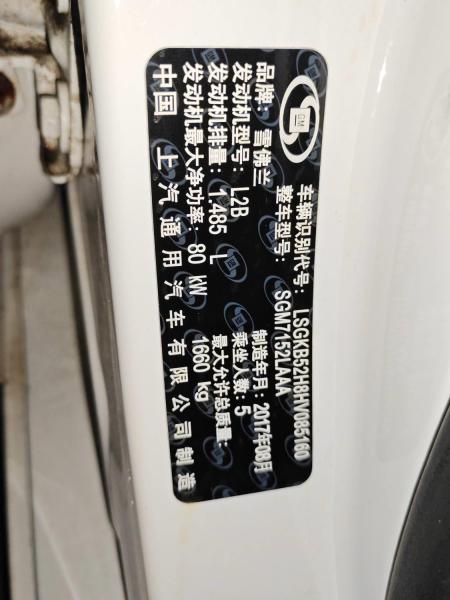 GM
车辆识别代号: LSGKB52H8HV085160
整车型号: SGM7152LAAA
品牌: 雪佛兰
制造年月: 2017年08月
发动机型号: L2B
乘坐人数: 5
发动机排量: 1.485 L
最大允许总质量:
发动机最大净功率: 80 kW
1660 kg
中国 上汽通用汽车有限公司制造